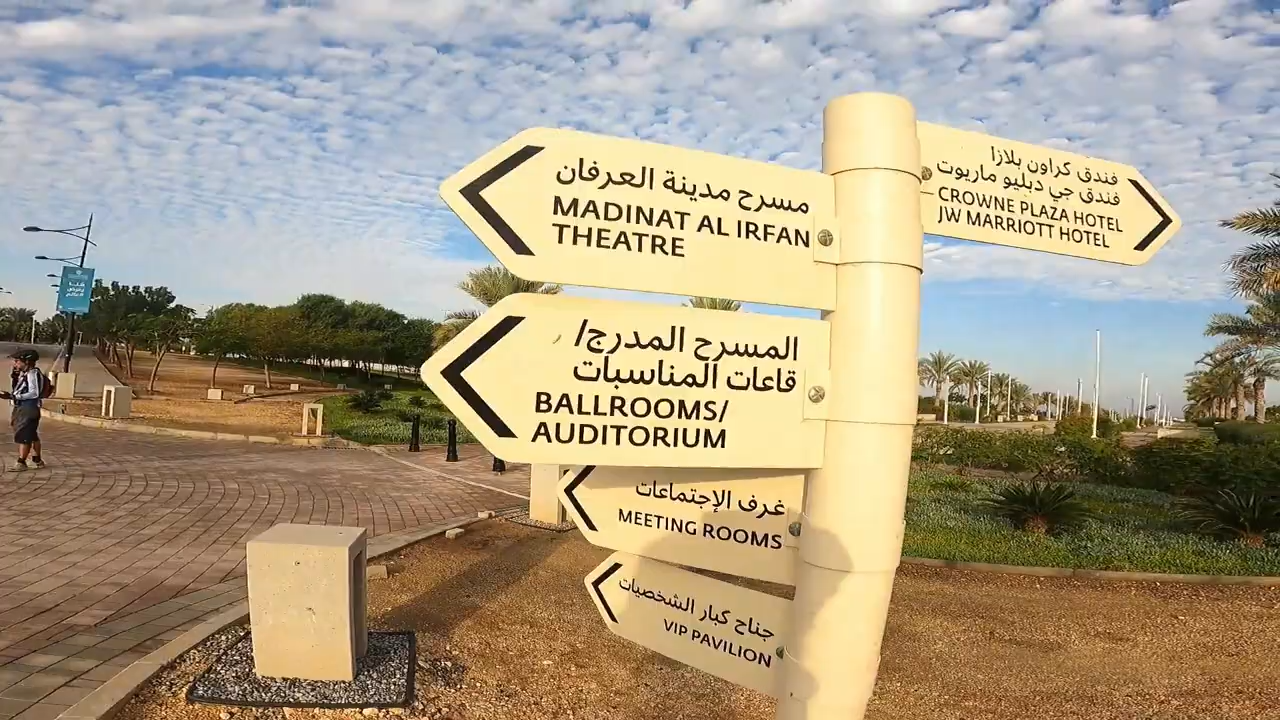 مسرح مدينة العرفان
MADINAT AL IRFAN
THEATRE
فندق كراون بلازا
فندق جي دبليو ماريوت
CROWNE PLAZA HOTEL
JW MARRIOTT HOTEL
المسرح المدرج/
قاعات المناسبات
BALLROOMS/
AUDITORIUM
غرف الإجتماعات
MEETING ROOMS
جناح كبار الشخصيات
VIP PAVILION